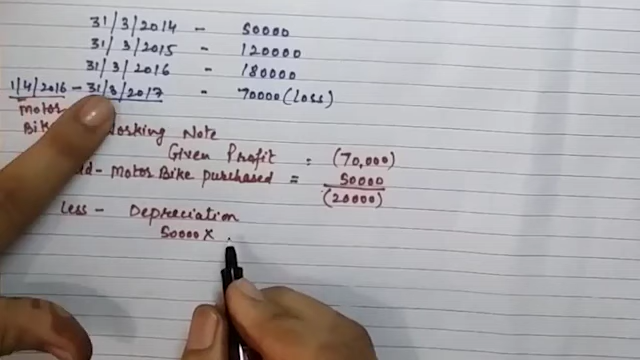 31/3/2014 - 50000
31/3/2015 - 120000
31/3/2016 - 180000
1/4/2016 - 31/3/2017 - 70000 (loss)
Motor
Bike
Working Note
Given Profit = (70,000)
Add - Motor Bike purchased = 50000
(20000)
Less - Depreciation
50000 X